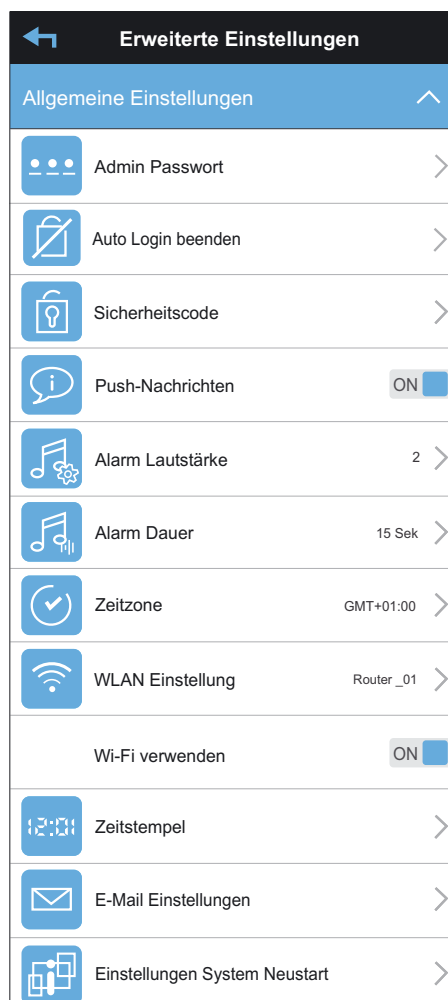 Erweiterte Einstellungen
Allgemeine Einstellungen
Admin Passwort
Auto Login beenden
Sicherheitscode
i
Push-Nachrichten ON
Alarm Lautstärke 2
Alarm Dauer 15 Sek
Zeitzone GMT+01:00
WLAN Einstellung Router _01
Wi-Fi verwenden ON
12:01 Zeitstempel
E-Mail Einstellungen
Einstellungen System Neustart